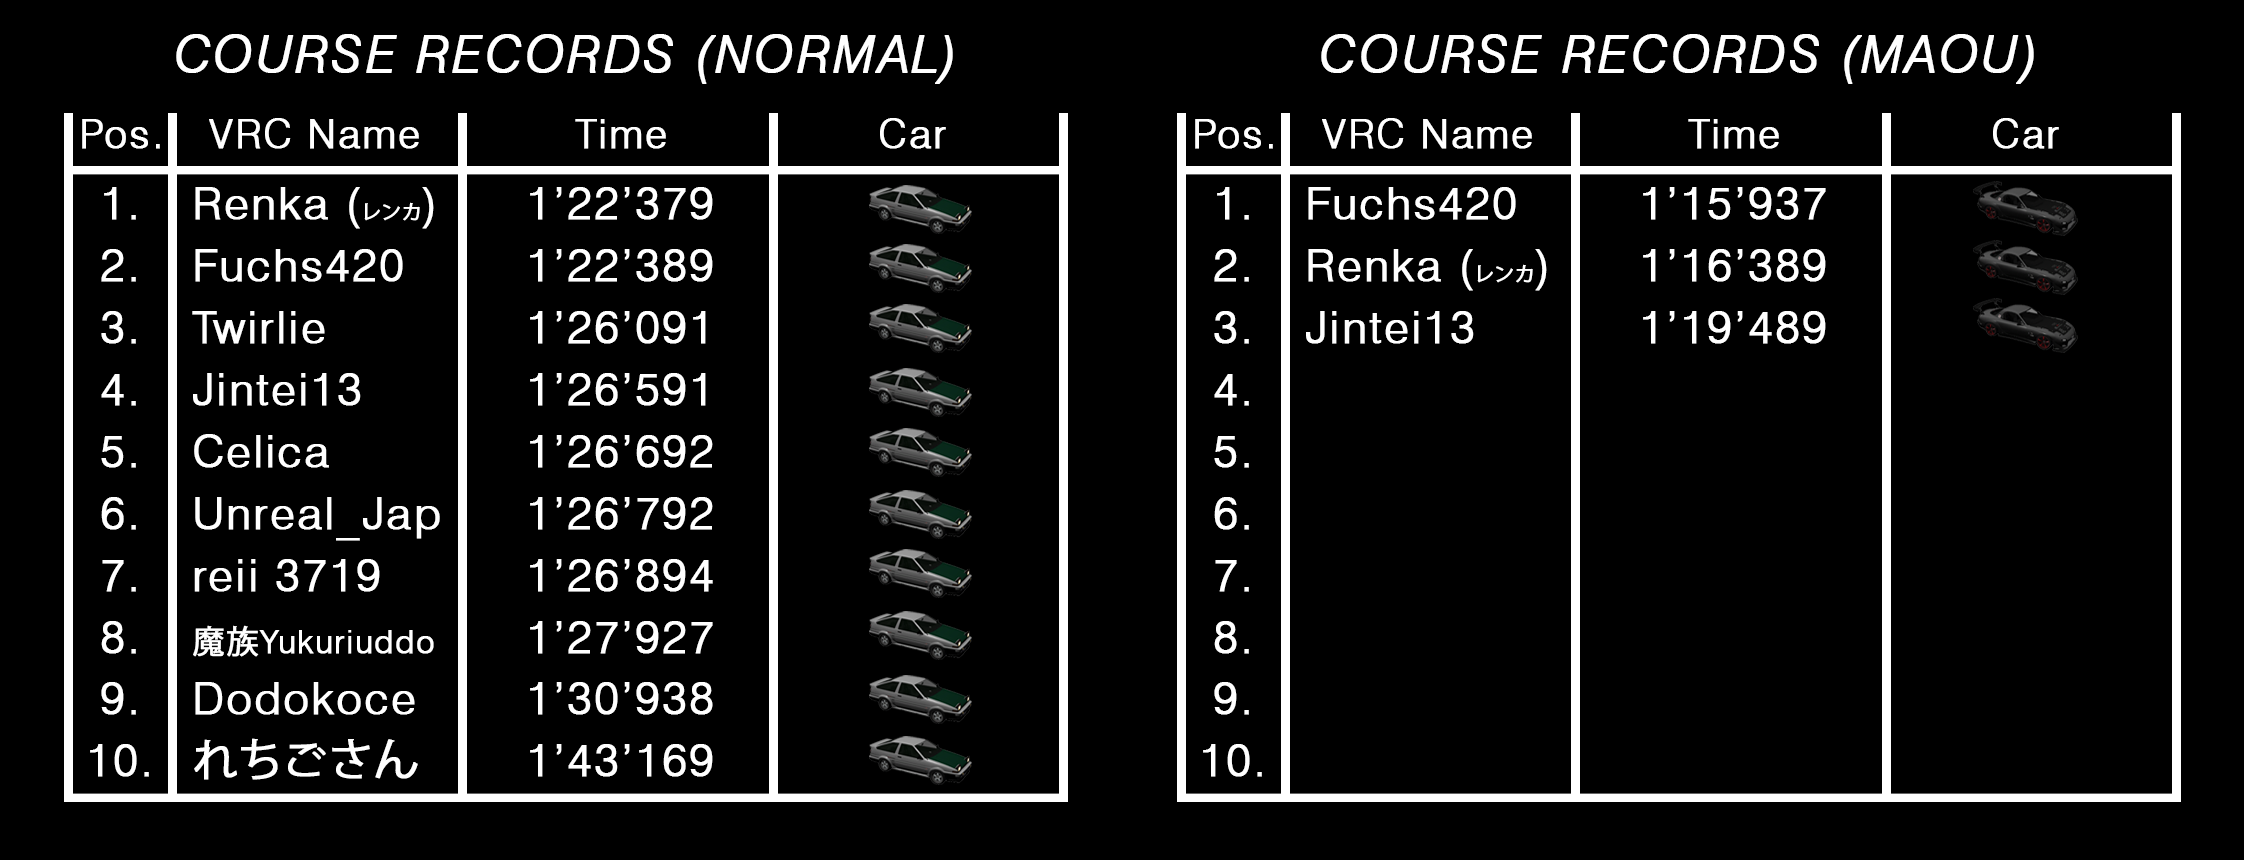 COURSE RECORDS (NORMAL)
Pos. VRC Name Time Car
1. Renka (レンカ) 1’22’379
2. Fuchs420 1’22’389
3. Twirlie 1’26’091
4. Jintei13 1’26’591
5. Celica 1’26’692
6. Unreal_Jap 1’26’792
7. reii 3719 1’26’894
8. 魔族Yukuriuddo 1’27’927
9. Dodokoce 1’30’938
10. れちごさん 1’43’169
COURSE RECORDS (MAOU)
Pos. VRC Name Time Car
1. Fuchs420 1’15’937
2. Renka (レンカ) 1’16’389
3. Jintei13 1’19’489
4.
5.
6.
7.
8.
9.
10.